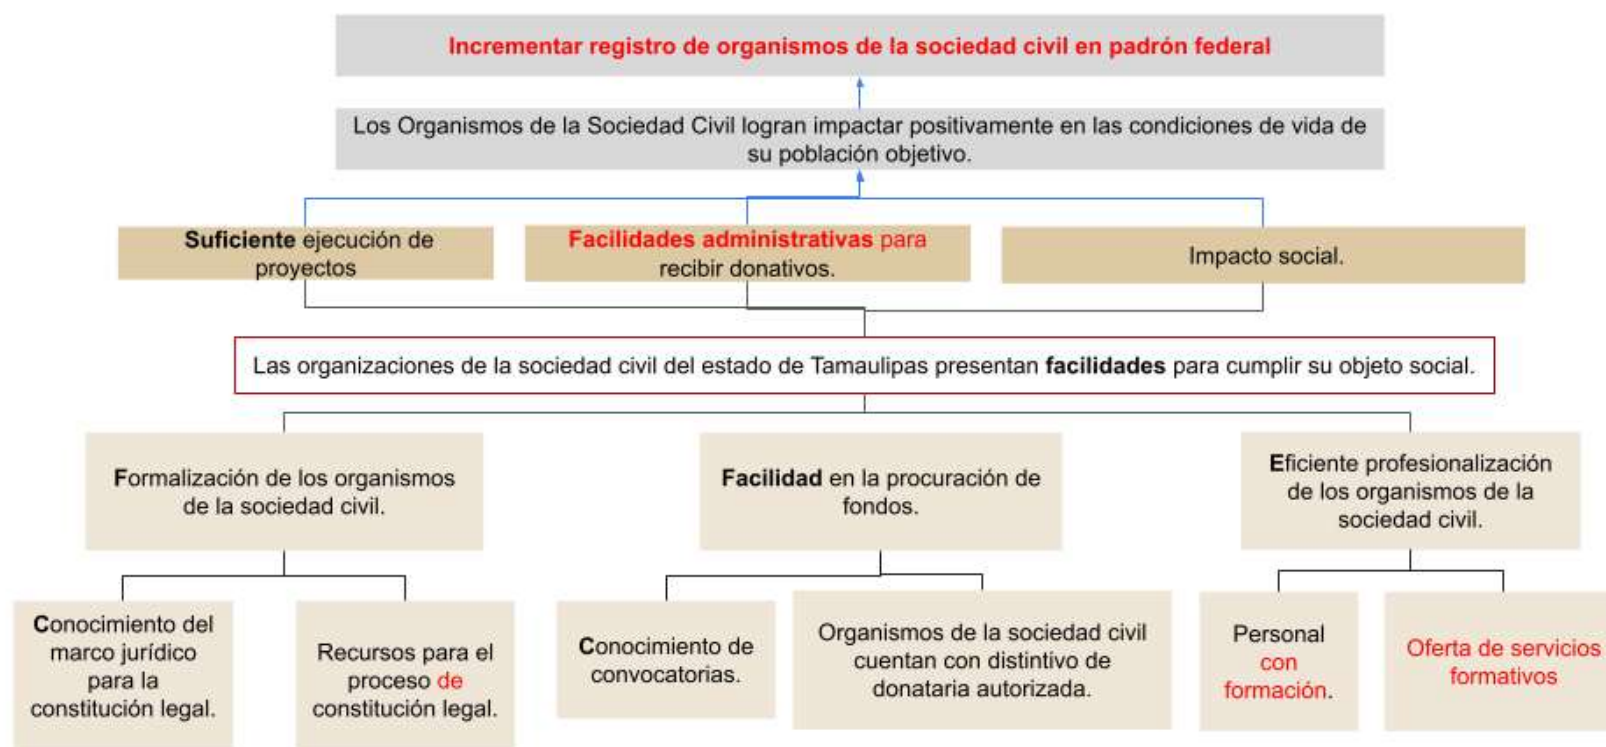 Incrementar registro de organismos de la sociedad civil en padrón federal
Los Organismos de la Sociedad Civil logran impactar positivamente en las condiciones de vida de
su población objetivo.
Suficiente ejecución de
proyectos
Facilidades administrativas para
recibir donativos.
Impacto social.
Las organizaciones de la sociedad civil del estado de Tamaulipas presentan facilidades para cumplir su objeto social.
Formalización de los organismos
de la sociedad civil.
Facilidad en la procuración de
fondos.
Eficiente profesionalización
de los organismos de la
sociedad civil.
Conocimiento del
marco jurídico
para la
constitución legal.
Recursos para el
proceso de
constitución legal.
Conocimiento de
convocatorias.
Organismos de la sociedad civil
cuentan con distintivo de
donataria autorizada.
Personal
con
formación.
Oferta de servicios
formativos